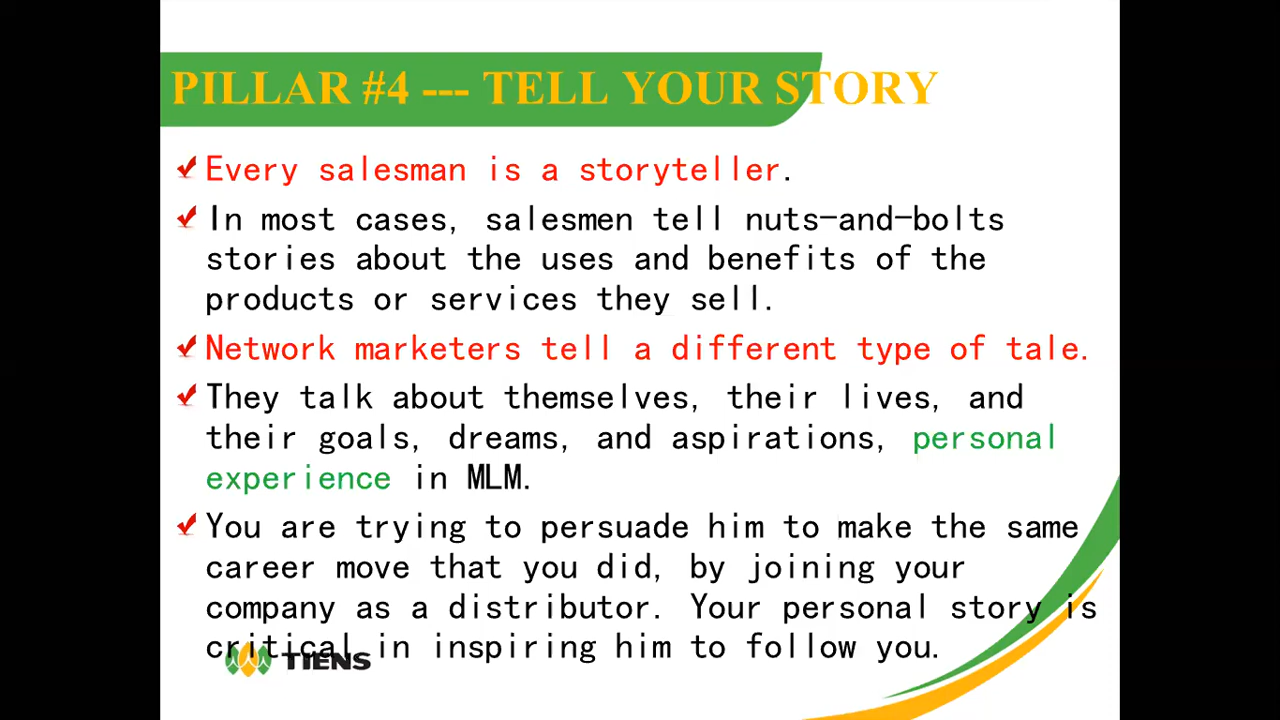 PILLAR #4 --- TELL YOUR STORY
Every salesman is a storyteller.
In most cases, salesmen tell nuts-and-bolts
stories about the uses and benefits of the
products or services they sell.
Network marketers tell a different type of tale.
They talk about themselves, their lives, and
their goals, dreams, and aspirations, personal
experience in MLM.
You are trying to persuade him to make the same
career move that you did, by joining your
company as a distributor. Your personal story is
critical in inspiring him to follow you.
TIENS